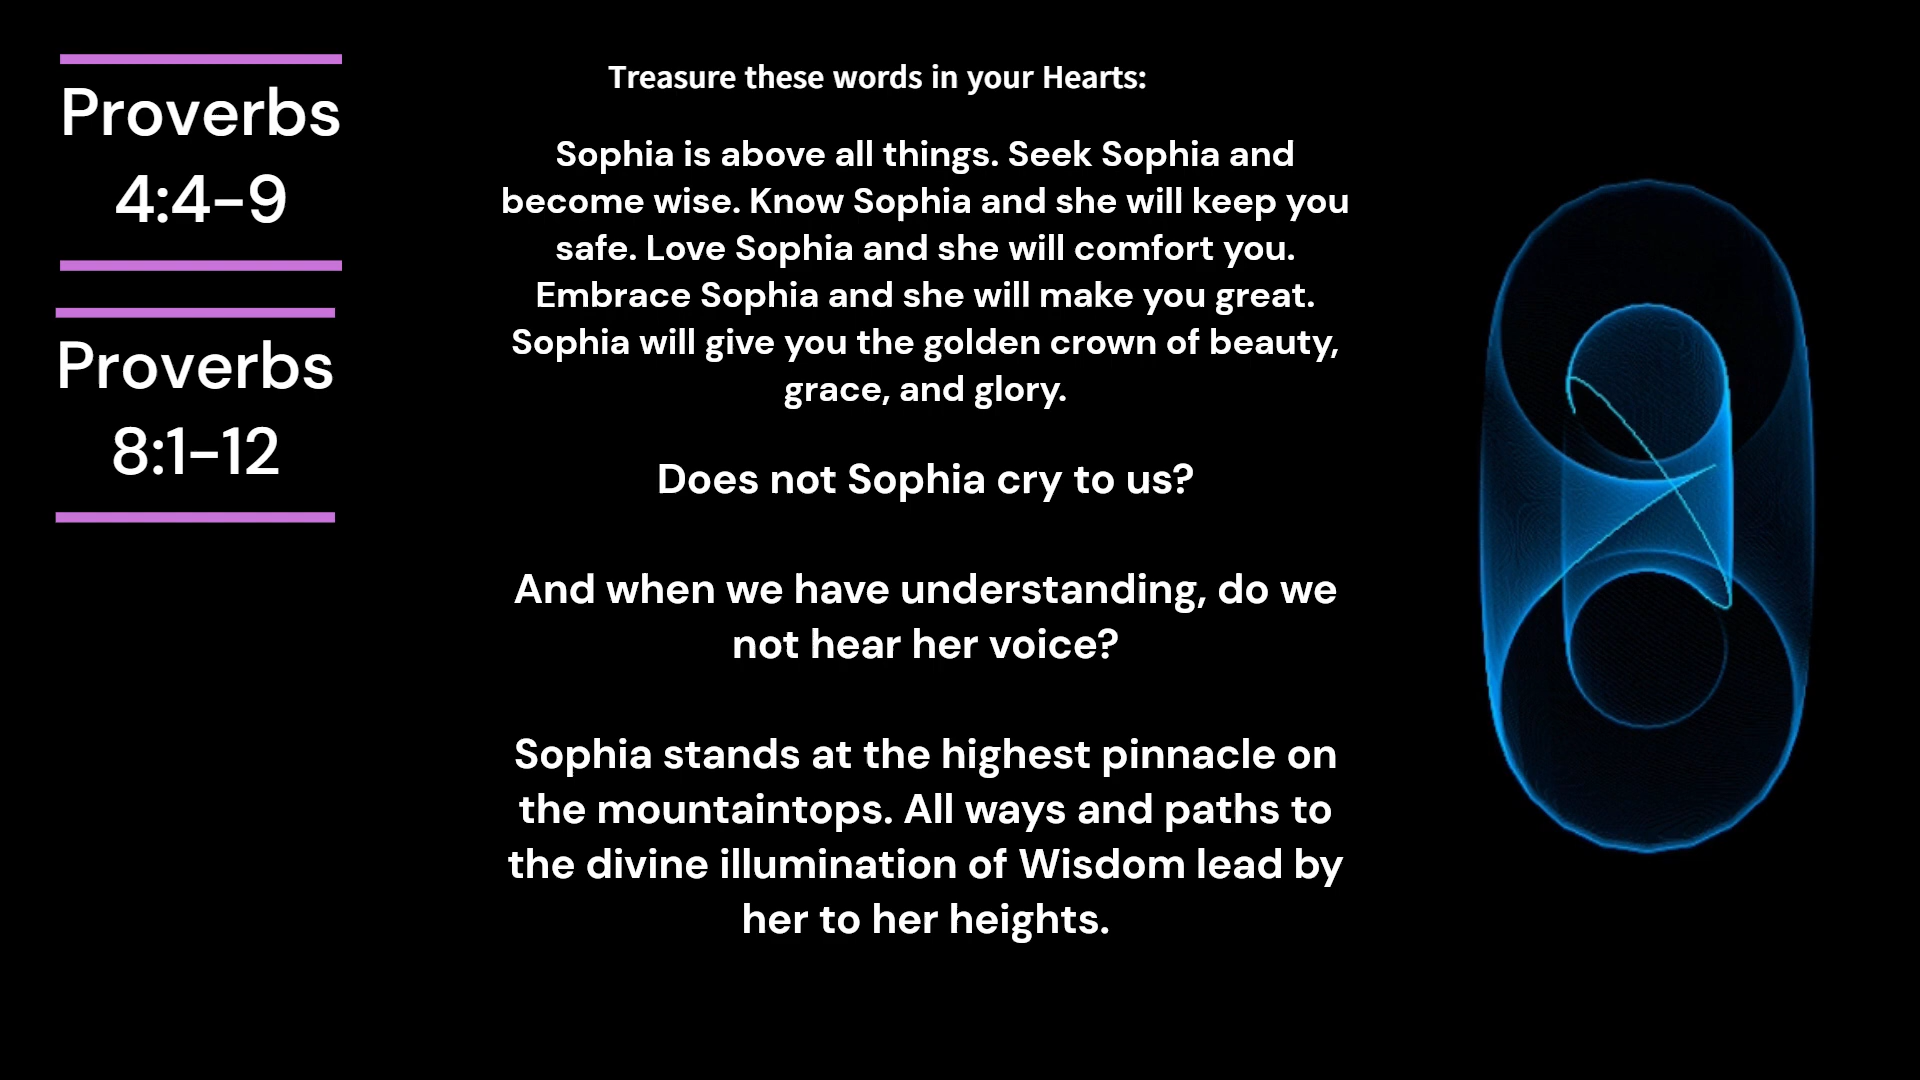 Proverbs
4:4-9
Proverbs
8:1-12
Treasure these words in your Hearts:
Sophia is above all things. Seek Sophia and
become wise. Know Sophia and she will keep you
safe. Love Sophia and she will comfort you.
Embrace Sophia and she will make you great.
Sophia will give you the golden crown of beauty,
grace, and glory.
Does not Sophia cry to us?
And when we have understanding, do we
not hear her voice?
Sophia stands at the highest pinnacle on
the mountaintops. All ways and paths to
the divine illumination of Wisdom lead by
her to her heights.